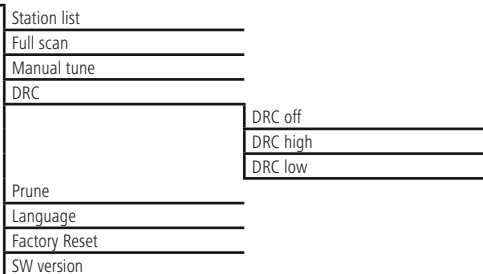 Station list
Full scan
Manual tune
DRC
DRC off
DRC high
DRC low
Prune
Language
Factory Reset
SW version